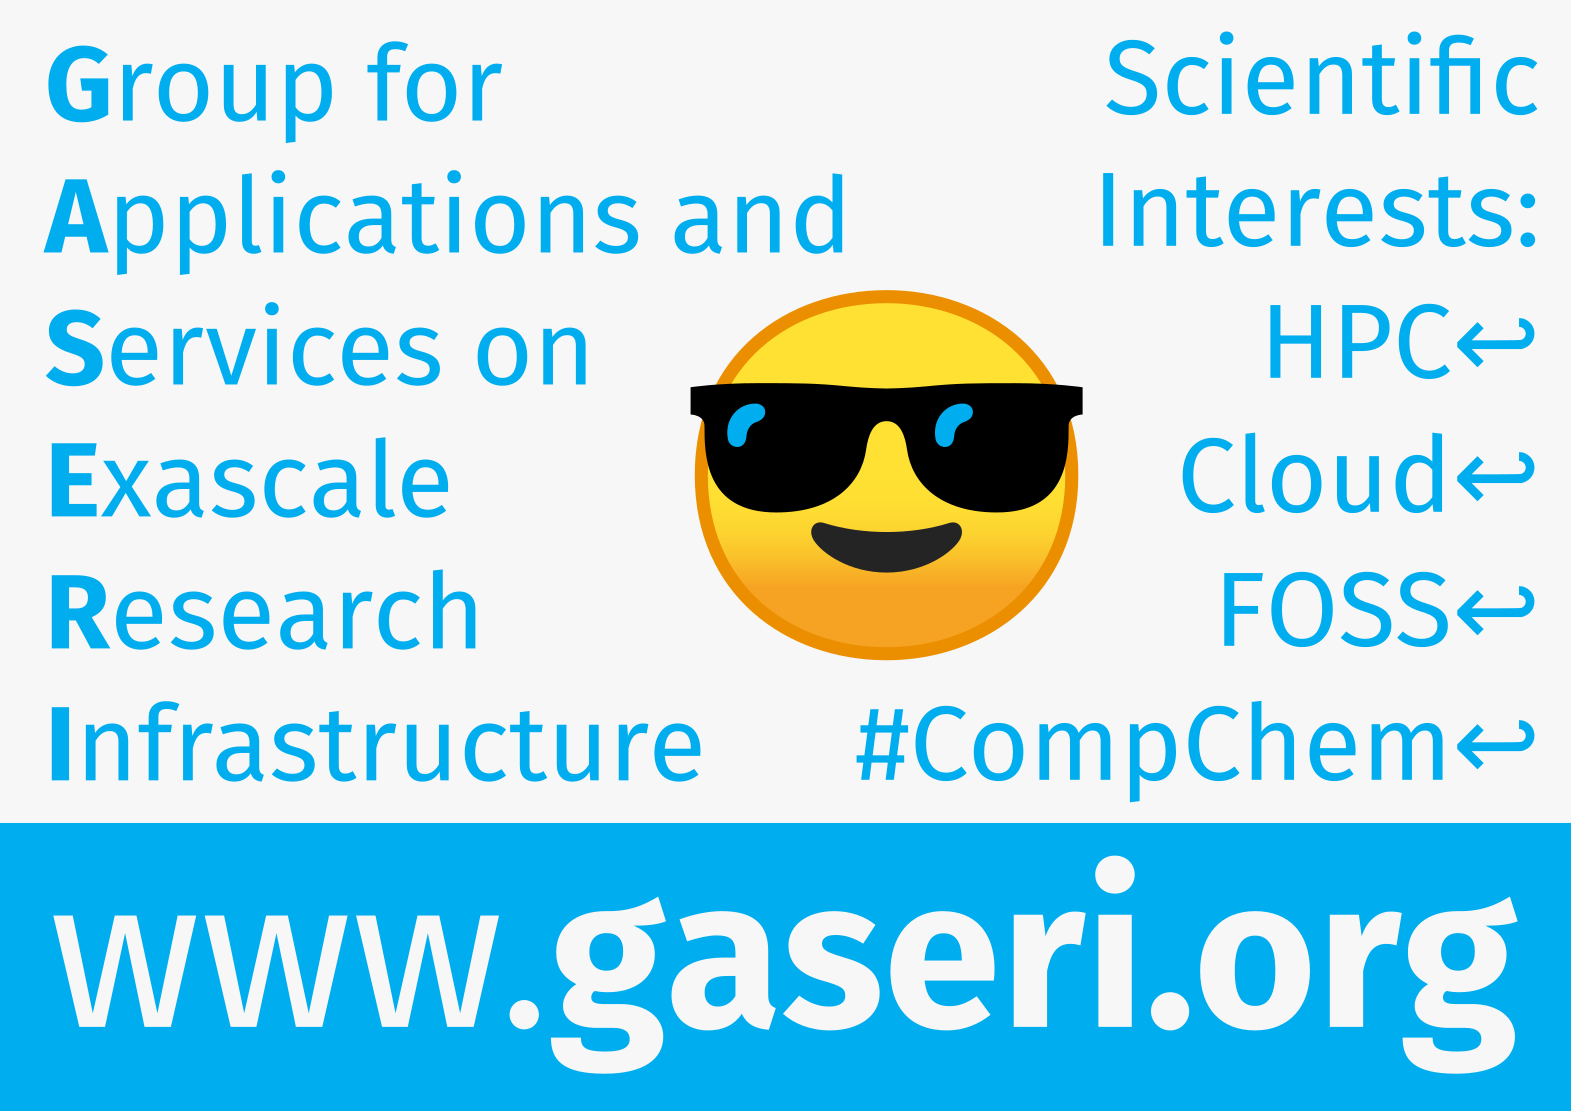 Group for
Applications and
Services on
Exascale
Research
Infrastructure
Scientific
Interests:
HPC↩
Cloud↩
FOSS↩
#CompChem↩
www.gaseri.org